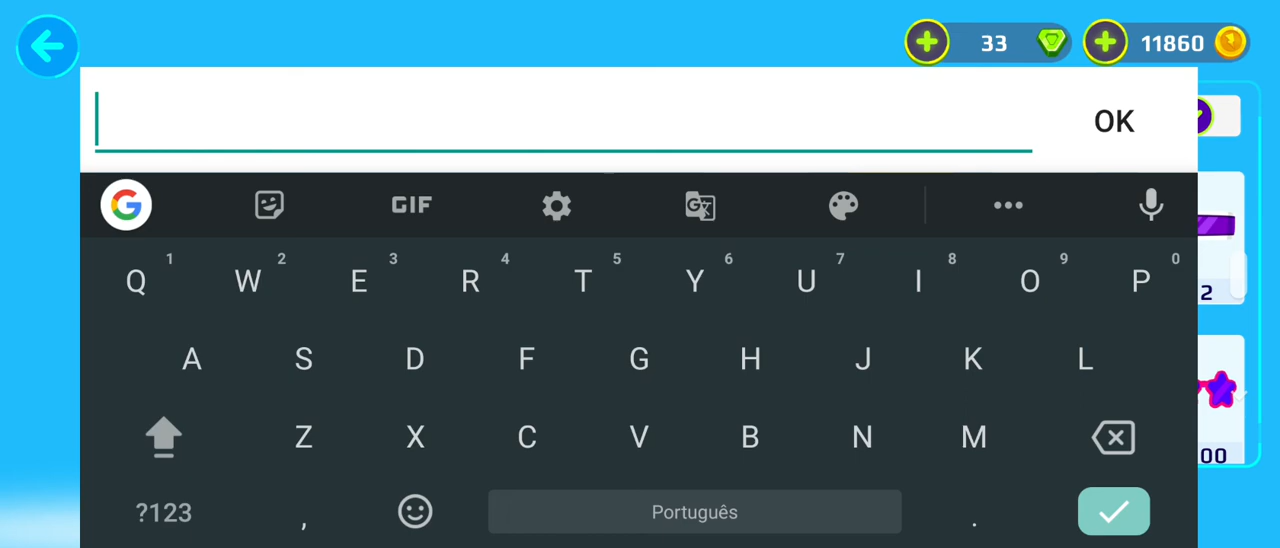 33 11860
OK
GIF
1 2 3 4 5 6 7 8 9 0
Q W E R T Y U I O P
2
A S D F G H J K L
Z X C V B N M
00
?123 , Português .